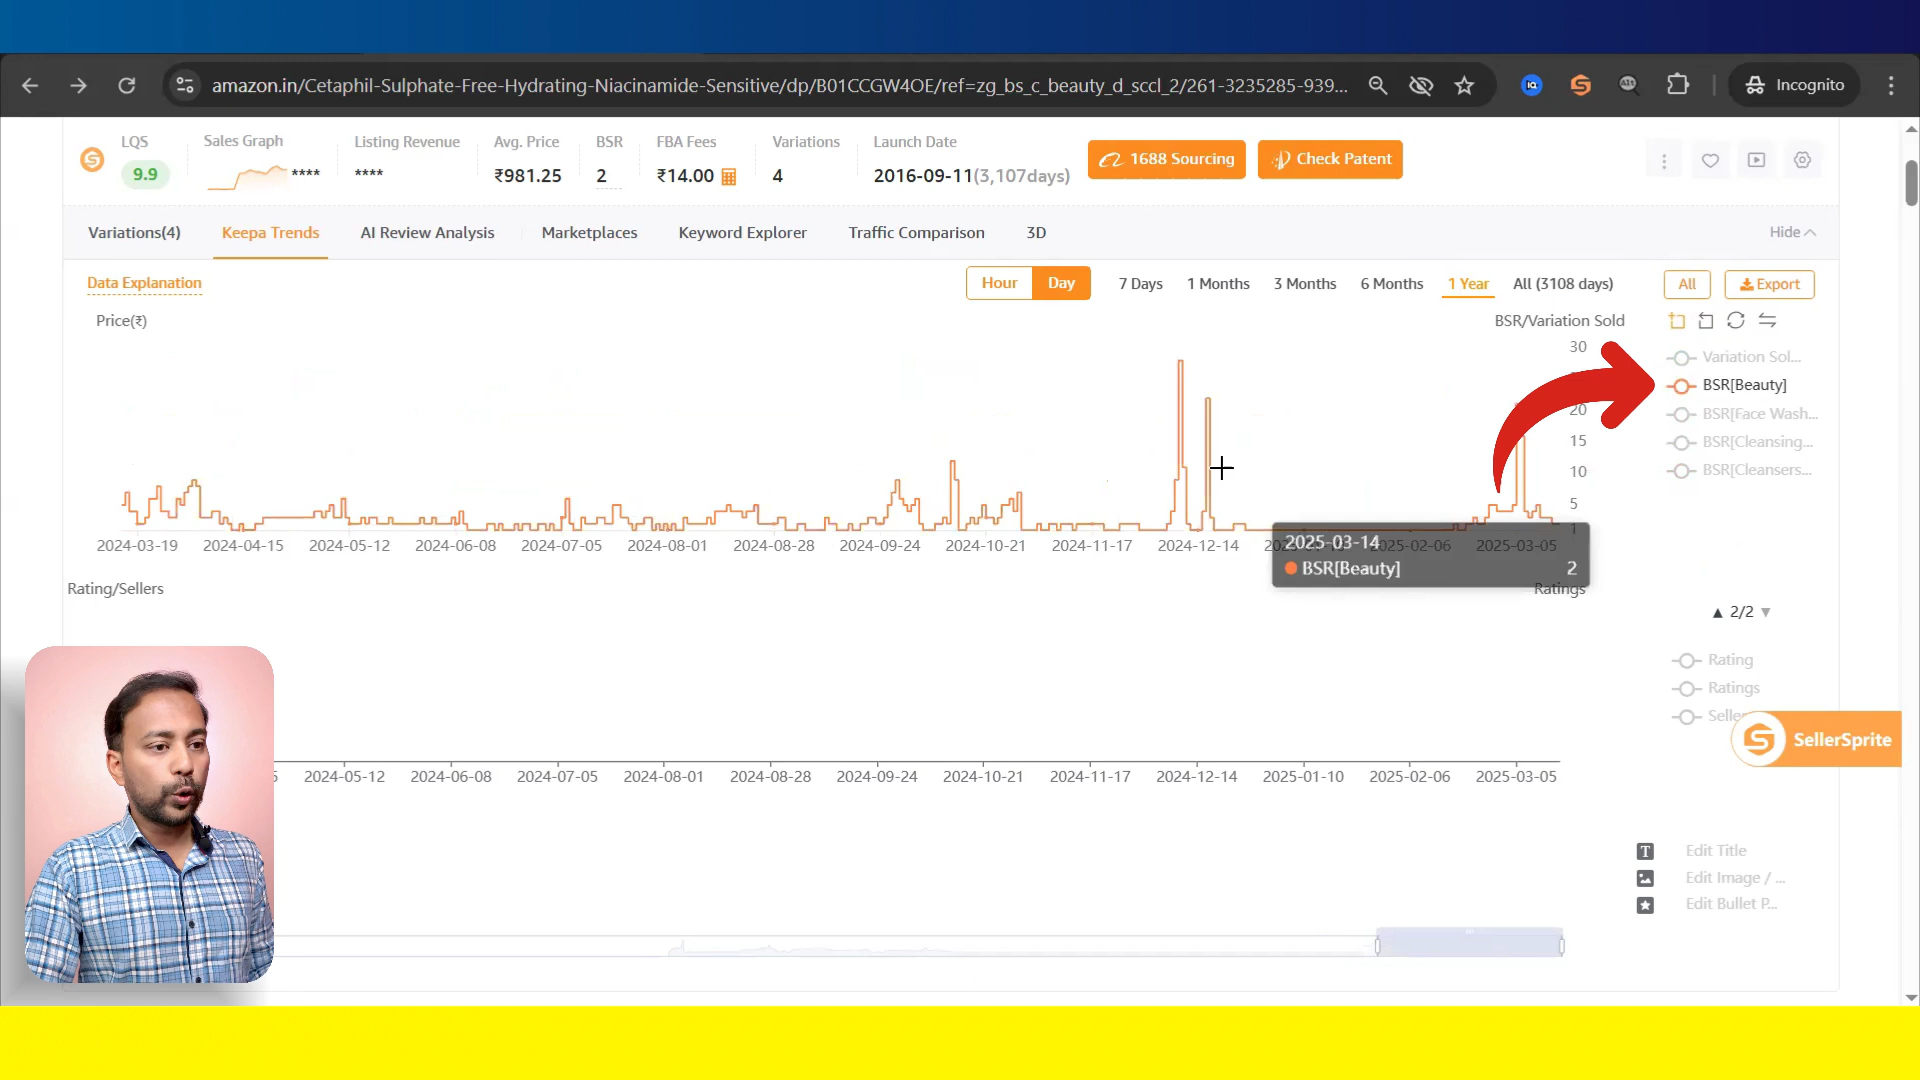 amazon.in/Cetaphil-Sulphate-Free-Hydrating-Niacinamide-Sensitive/dp/B01CCGW4OE/ref=zg_bs_c_beauty_d_sccl_2/261-3235285-939...
Incognito
LQS
Sales Graph
Listing Revenue
Avg. Price
BSR
FBA Fees
Variations
Launch Date
9.9
****
****
₹981.25
2
₹14.00
4
2016-09-11(3,107days)
1688 Sourcing
Check Patent
Variations(4)
Keepa Trends
AI Review Analysis
Marketplaces
Keyword Explorer
Traffic Comparison
3D
Hide
Data Explanation
Hour
Day
7 Days
1 Months
3 Months
6 Months
1 Year
All (3108 days)
All
Export
Price(₹)
BSR/Variation Sold
30
20
15
10
5
1
Variation Sol...
BSR[Beauty]
BSR[Face Wash...
BSR[Cleansing...
BSR[Cleansers...
2024-03-19 2024-04-15 2024-05-12 2024-06-08 2024-07-05 2024-08-01 2024-08-28 2024-09-24 2024-10-21 2024-11-17 2024-12-14 2025-02-06 2025-03-05
2025-03-14
BSR[Beauty] 2
Rating/Sellers
Ratings
2/2
Rating
Ratings
SellerSprite
2024-05-12 2024-06-08 2024-07-05 2024-08-01 2024-08-28 2024-09-24 2024-10-21 2024-11-17 2024-12-14 2025-01-10 2025-02-06 2025-03-05
Edit Title
Edit Image / ...
Edit Bullet P...